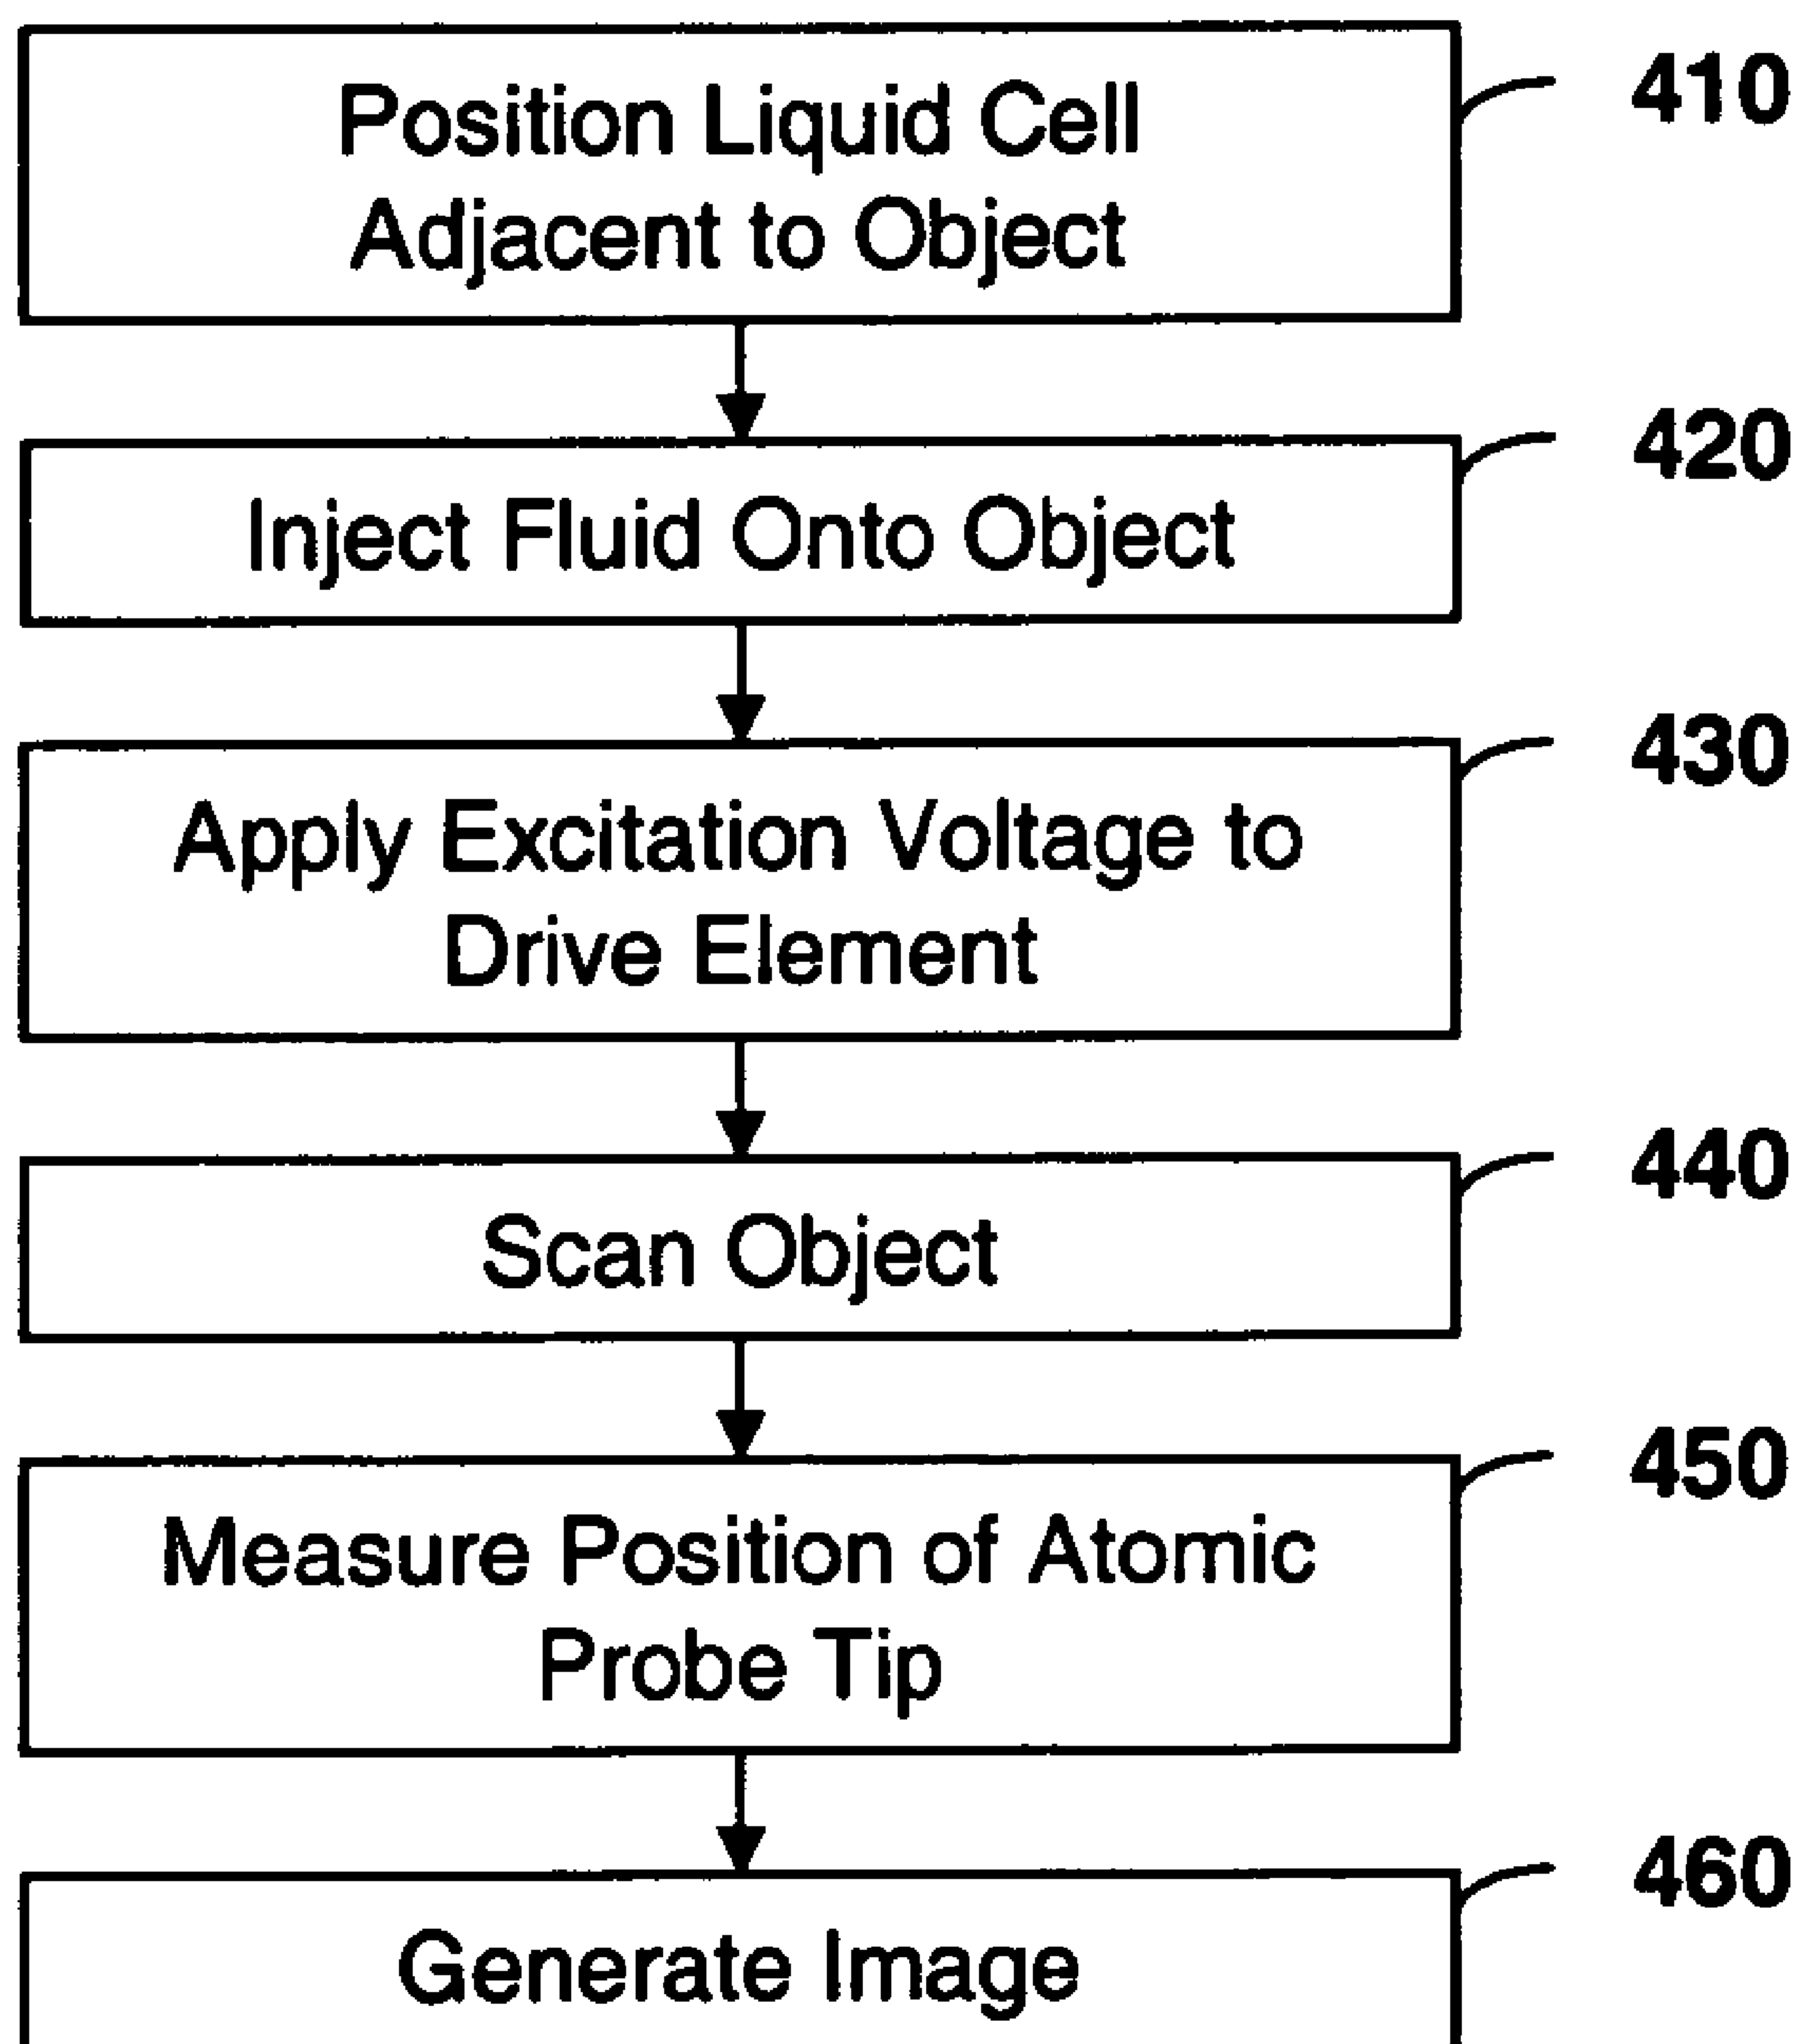 Position Liquid Cell
Adjacent to Object
410
Inject Fluid Onto Object
420
Apply Excitation Voltage to
Drive Element
430
Scan Object
440
Measure Position of Atomic
Probe Tip
450
Generate Image
460